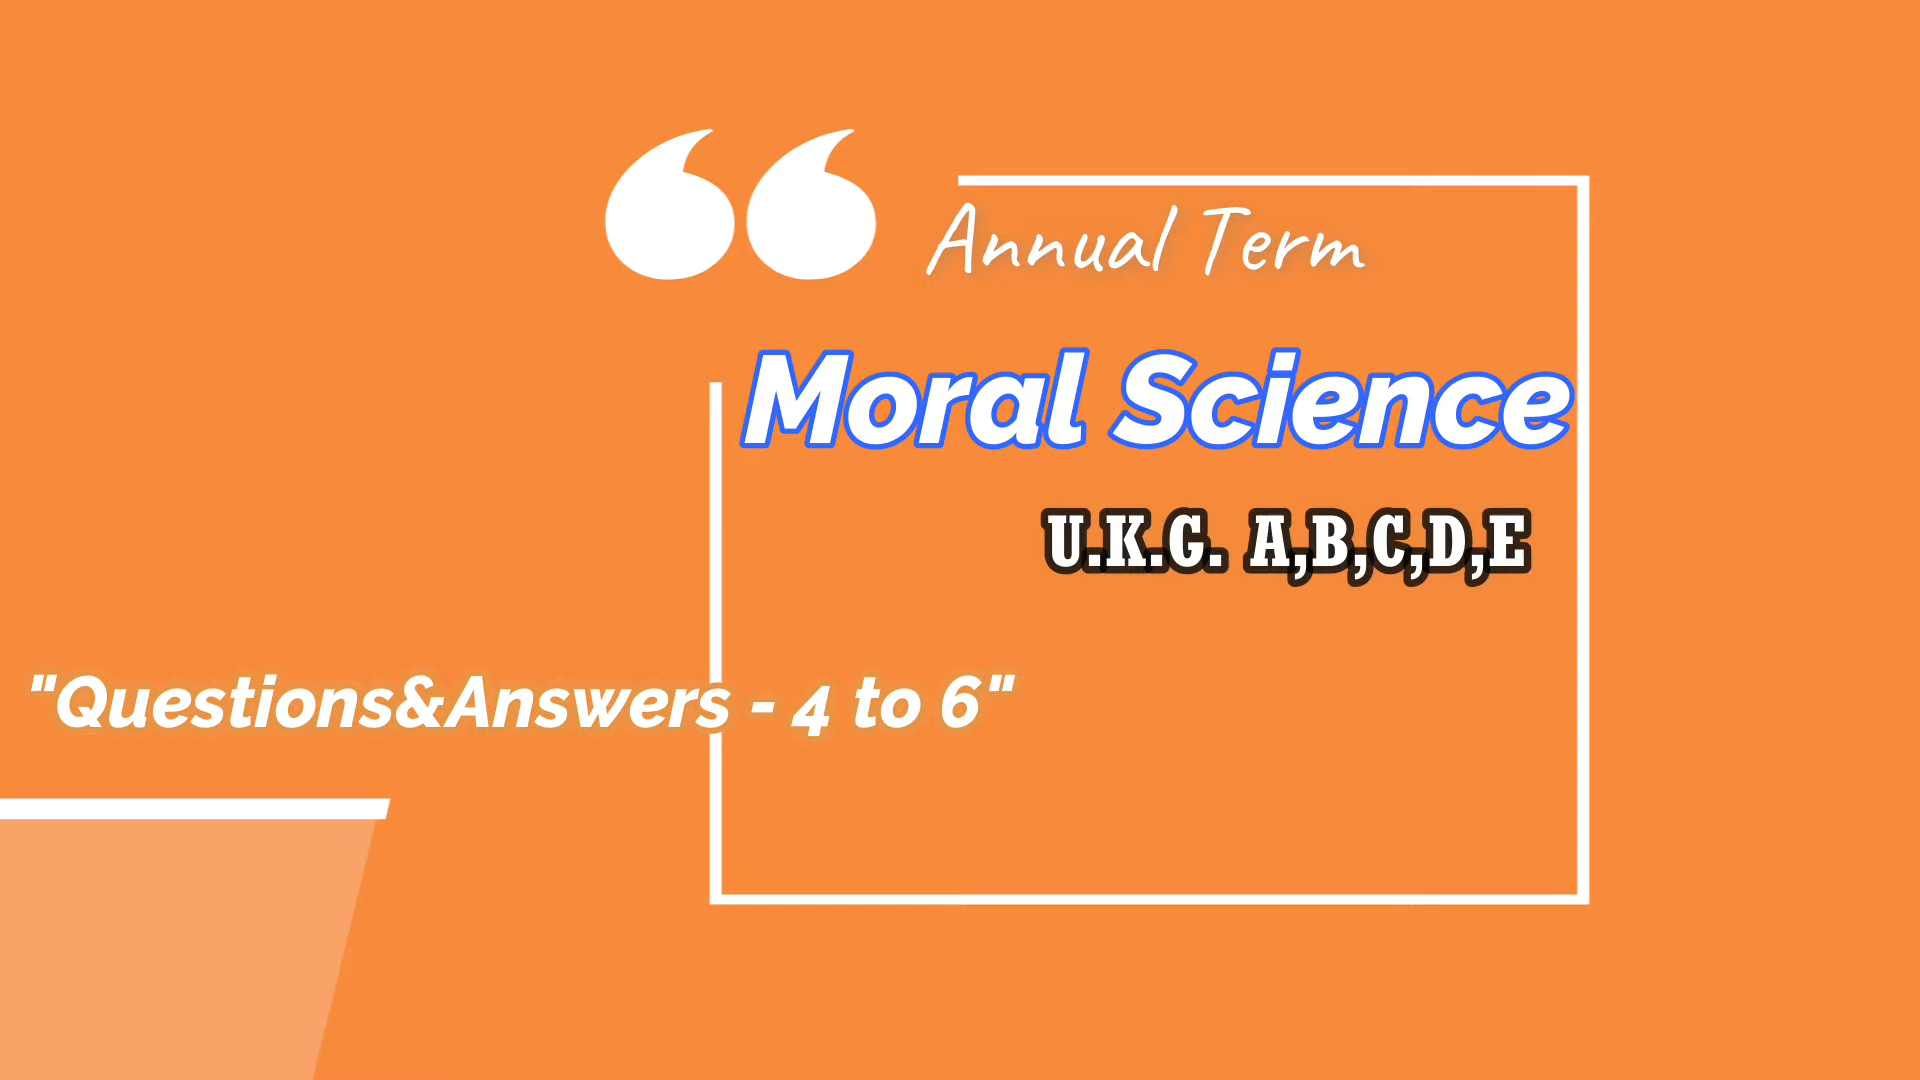 Annual Term
Moral Science
U.K.G. A,B,C,D,E
"Questions&Answers - 4 to 6"